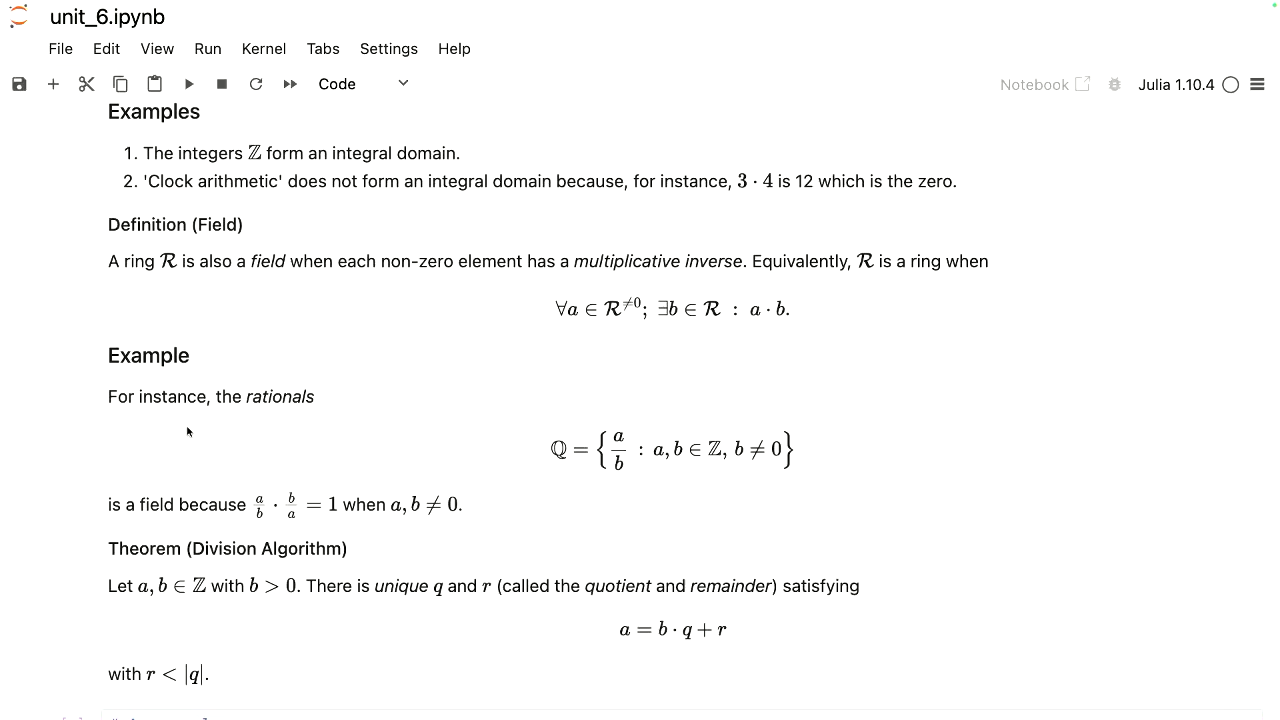 unit_6.ipynb
File Edit View Run Kernel Tabs Settings Help
Code Notebook Julia 1.10.4
Examples
1. The integers ℤ form an integral domain.
2. 'Clock arithmetic' does not form an integral domain because, for instance, 3 · 4 is 12 which is the zero.
Definition (Field)
A ring ℛ is also a field when each non-zero element has a multiplicative inverse. Equivalently, ℛ is a ring when
∀a ∈ ℛ^{≠0}; ∃b ∈ ℛ : a · b.
Example
For instance, the rationals
ℚ = { a/b : a, b ∈ ℤ, b ≠ 0 }
is a field because a/b · b/a = 1 when a, b ≠ 0.
Theorem (Division Algorithm)
Let a, b ∈ ℤ with b > 0. There is unique q and r (called the quotient and remainder) satisfying
a = b · q + r
with r < |q|.